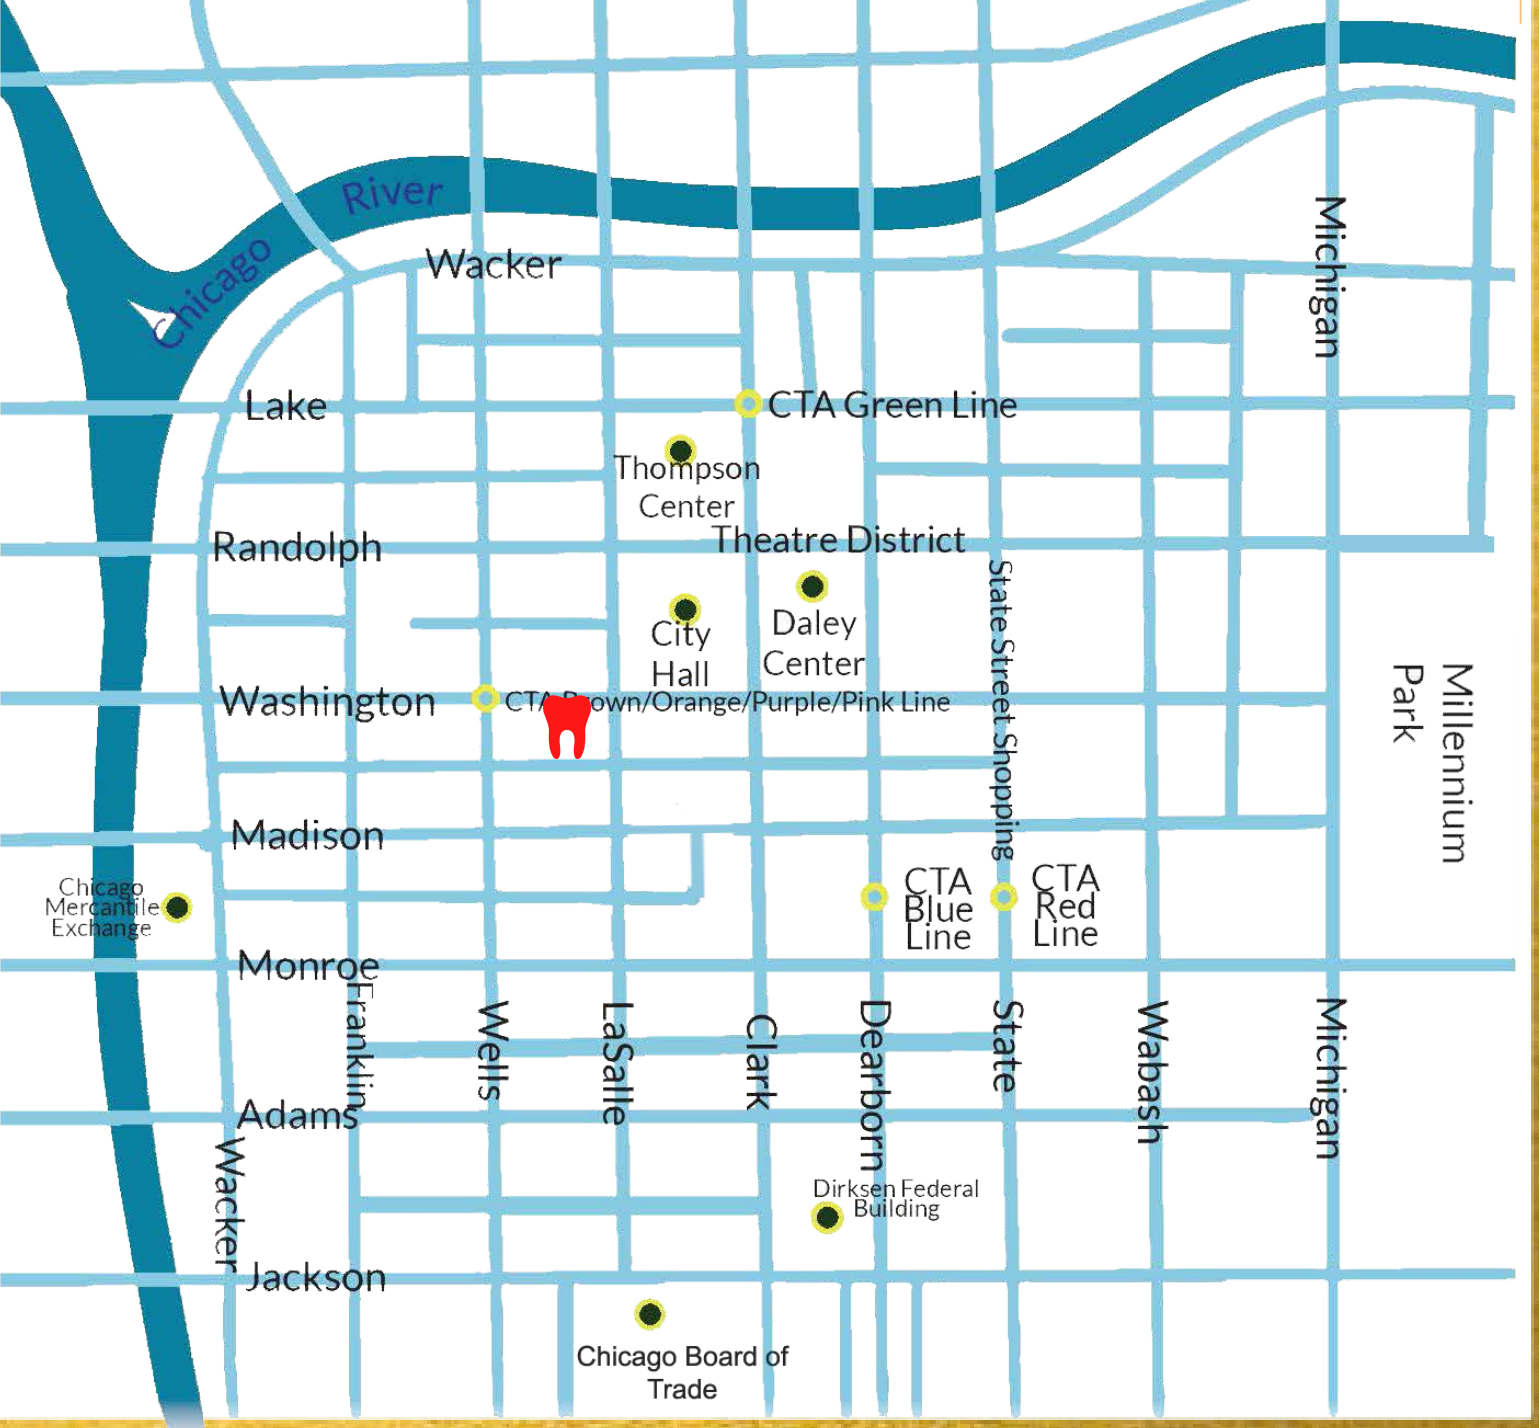 River
Chicago
Wacker
Michigan
Lake
CTA Green Line
Thompson
Center
Randolph
Theatre District
State Street Shopping
City
Hall
Daley
Center
Washington
CTA Brown/Orange/Purple/Pink Line
Millennium
Park
Madison
Chicago
Mercantile
Exchange
CTA
Blue
Line
CTA
Red
Line
Monroe
Franklin
Wells
LaSalle
Clark
Dearborn
State
Wabash
Michigan
Adams
Wacker
Dirksen Federal
Building
Jackson
Chicago Board of
Trade